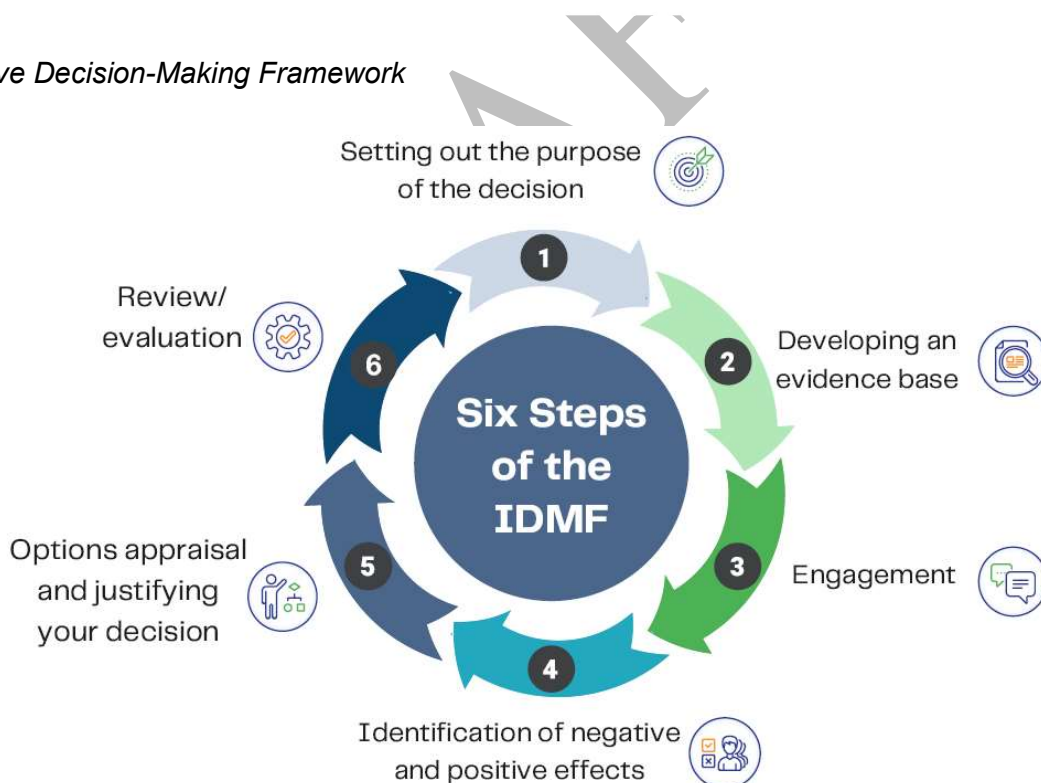 ve Decision-Making Framework
Setting out the purpose
of the decision
1
2
Developing an
evidence base
3
Engagement
4
Identification of negative
and positive effects
5
Options appraisal
and justifying
your decision
6
Review/
evaluation
Six Steps
of the
IDMF